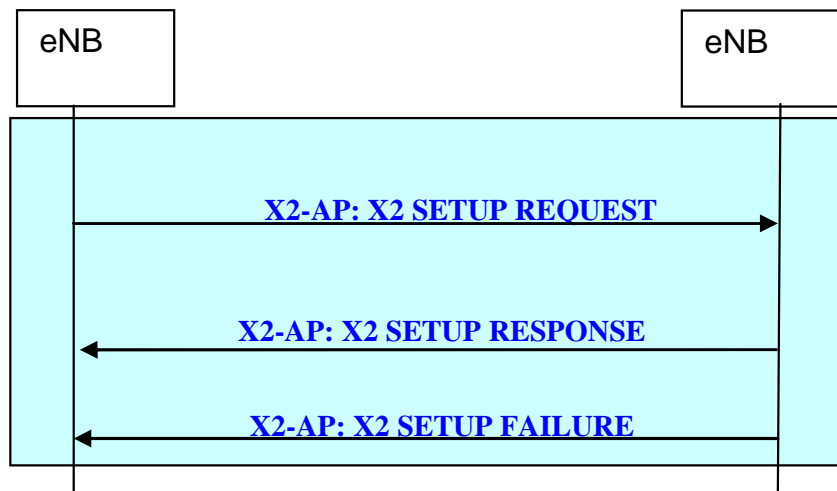 eNB
eNB
X2-AP: X2 SETUP REQUEST
X2-AP: X2 SETUP RESPONSE
X2-AP: X2 SETUP FAILURE